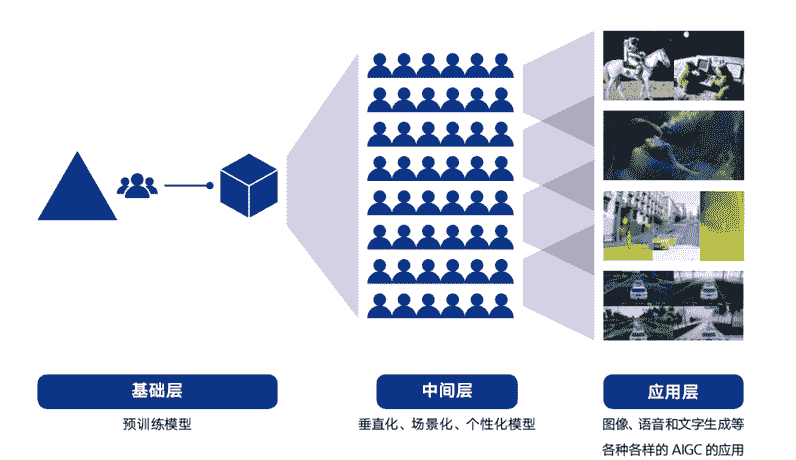 基础层
预训练模型
中间层
垂直化、场景化、个性化模型
应用层
图像、语音和文字生成等
各种各样的 AIGC 的应用